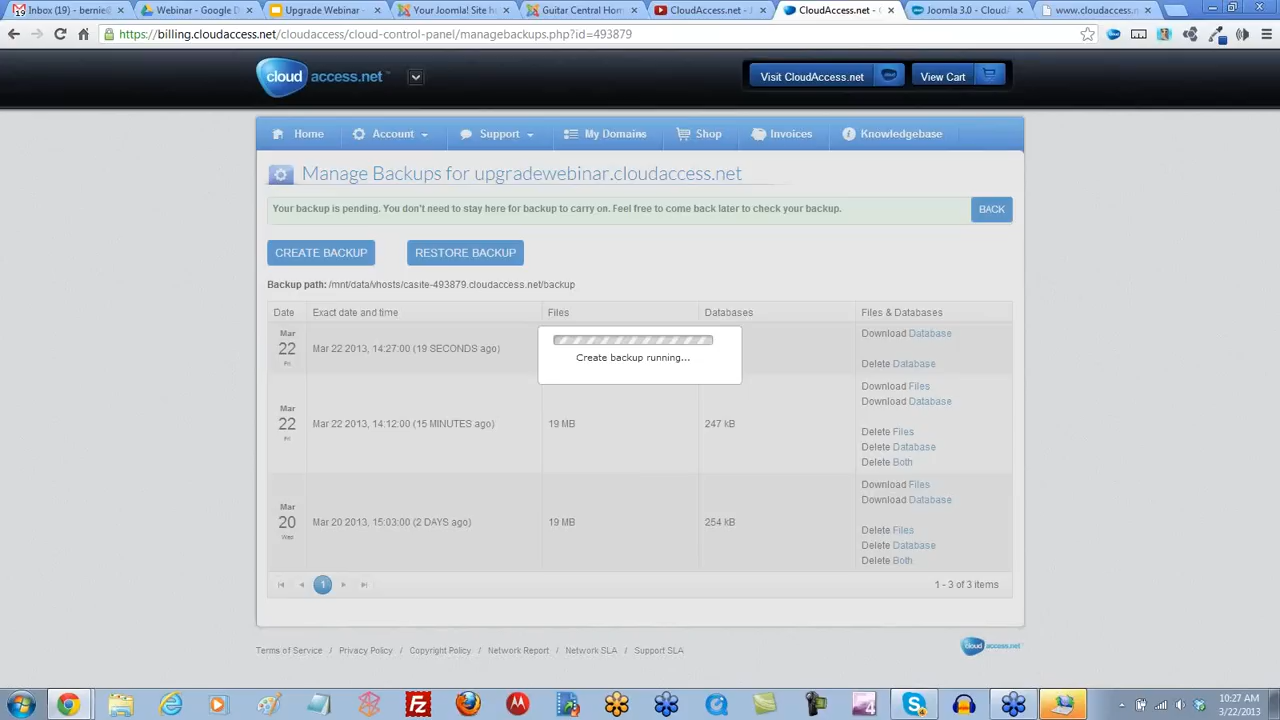 Inbox (19) - bernie@
Webinar - Google D
Upgrade Webinar -
Your Joomla! Site h
Guitar Central Hom
CloudAccess.net - J
CloudAccess.net - C
Joomla 3.0 - CloudA
www.cloudaccess.n
https://billing.cloudaccess.net/cloudaccess/cloud-control-panel/managebackups.php?id=493879
cloudaccess.net
Visit CloudAccess.net
View Cart
Home Account Support My Domains Shop Invoices Knowledgebase
Manage Backups for upgradewebinar.cloudaccess.net
Your backup is pending. You don't need to stay here for backup to carry on. Feel free to come back later to check your backup.
BACK
CREATE BACKUP RESTORE BACKUP
Backup path: /mnt/data/vhosts/casite-493879.cloudaccess.net/backup
Date Exact date and time Files Databases Files & Databases
Mar
22
Fri
Mar 22 2013, 14:27:00 (19 SECONDS ago)
Download Database
Delete Database
Create backup running...
Mar
22
Fri
Mar 22 2013, 14:12:00 (15 MINUTES ago)
19 MB
247 kB
Download Files
Download Database
Delete Files
Delete Database
Delete Both
Mar
20
Wed
Mar 20 2013, 15:03:00 (2 DAYS ago)
19 MB
254 kB
Download Files
Download Database
Delete Files
Delete Database
Delete Both
1
1 - 3 of 3 items
Terms of Service / Privacy Policy / Copyright Policy / Network Report / Network SLA / Support SLA
cloudaccess.net
10:27 AM
3/22/2013